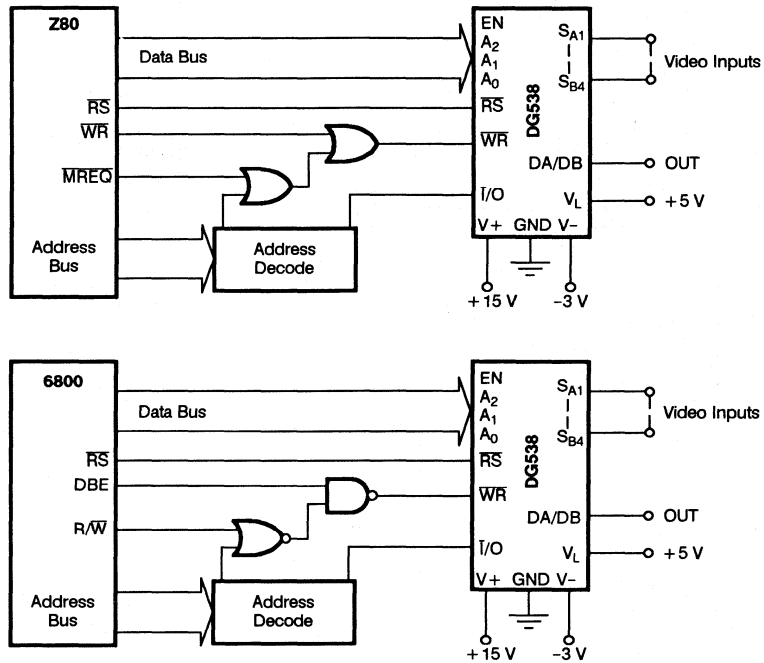 Z80
Data Bus
RS
WR
MREQ
Address
Bus
Address
Decode
EN
A2
A1
A0
RS
WR
I/O
DG538
SA1
SB4
DA/DB
VL
V+ GND V-
Video Inputs
OUT
+5 V
+15 V
-3 V
6800
Data Bus
RS
DBE
R/W
Address
Bus
Address
Decode
EN
A2
A1
A0
RS
WR
I/O
DG538
SA1
SB4
DA/DB
VL
V+ GND V-
Video Inputs
OUT
+5 V
+15 V
-3 V